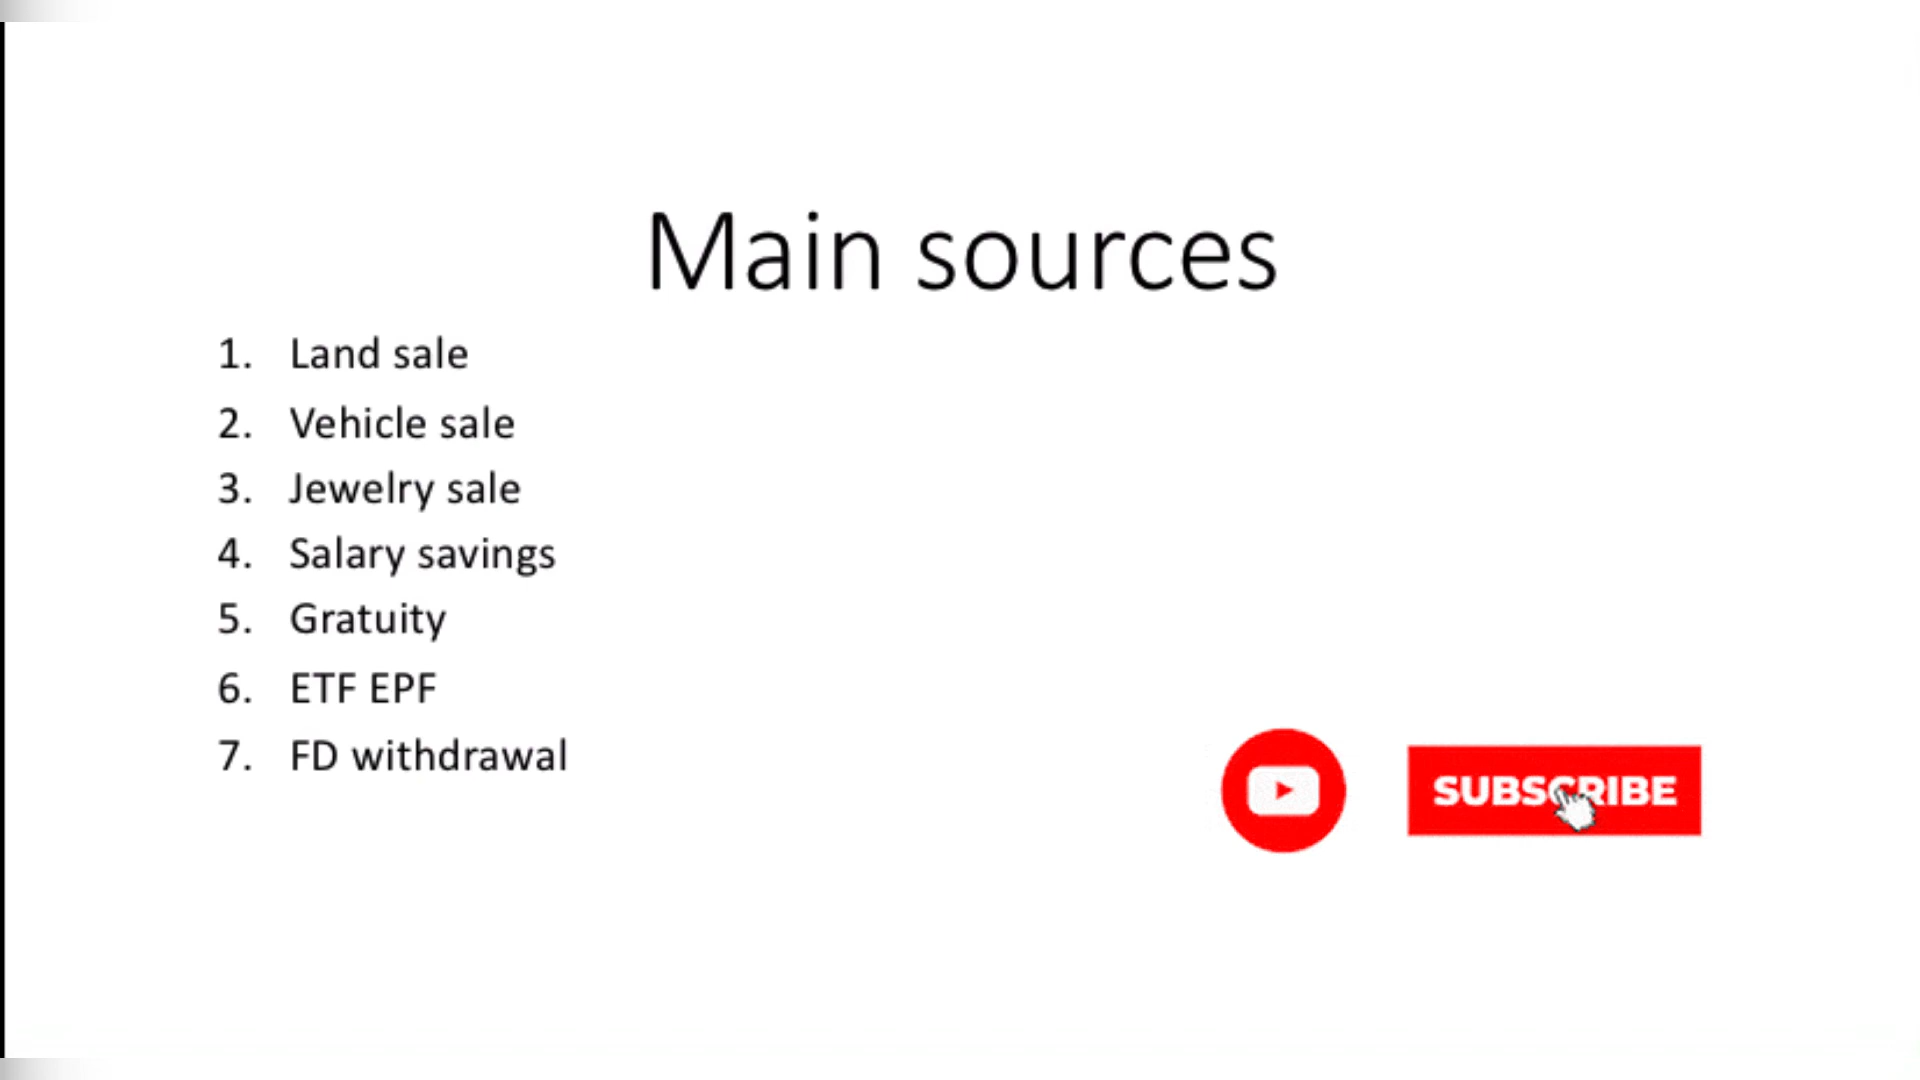 Main sources
1. Land sale
2. Vehicle sale
3. Jewelry sale
4. Salary savings
5. Gratuity
6. ETF EPF
7. FD withdrawal
SUBSCRIBE